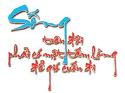 Sống
trên đời
phải có một tấm lòng
để gió cuốn đi